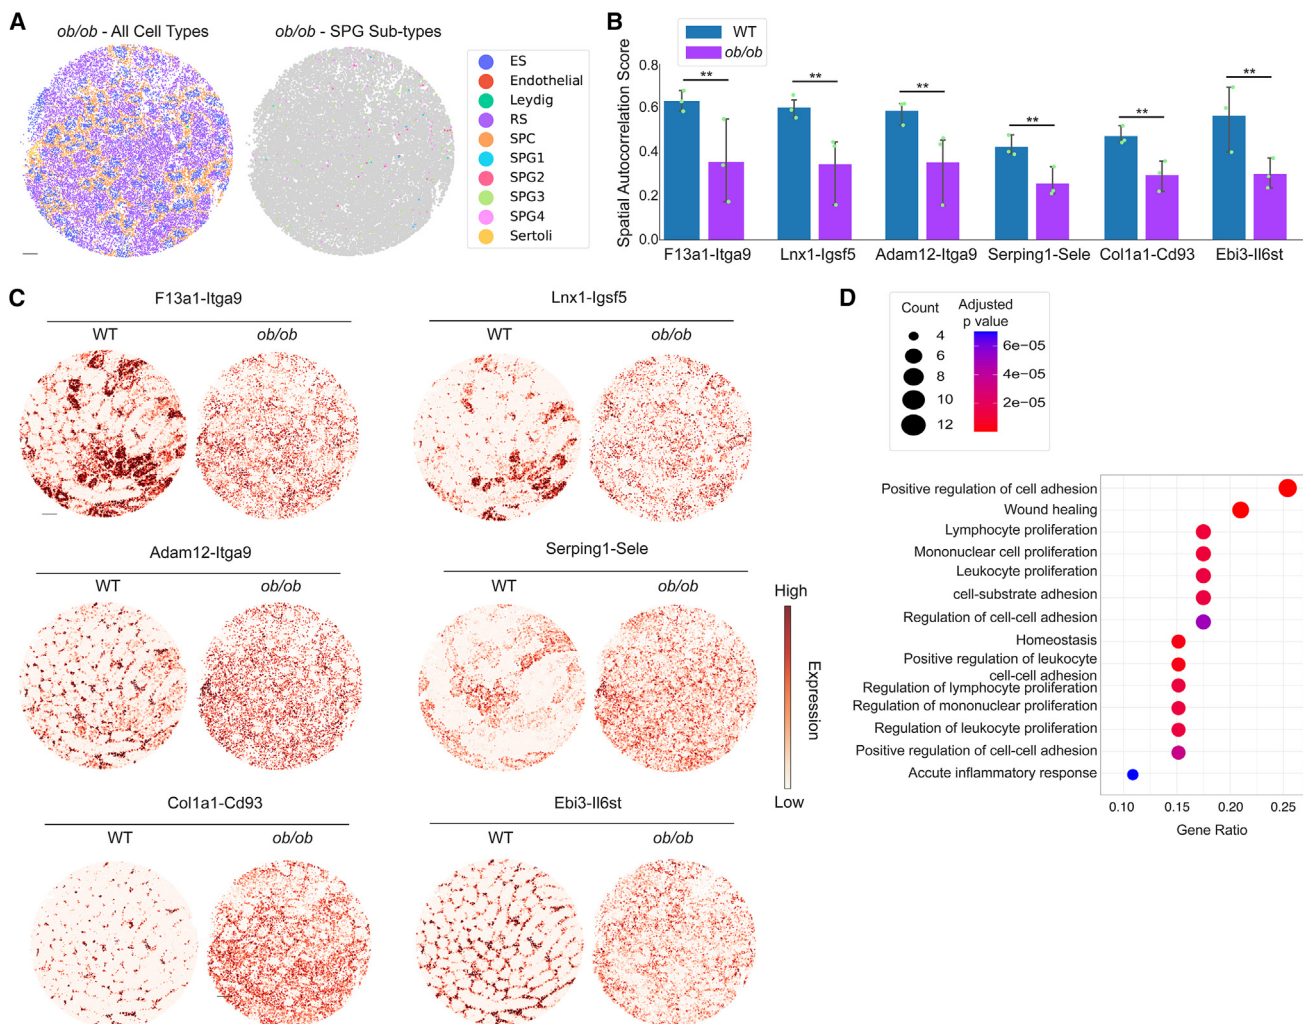 A
ob/ob - All Cell Types
ob/ob - SPG Sub-types
ES
Endothelial
Leydig
RS
SPC
SPG1
SPG2
SPG3
SPG4
Sertoli
B
WT
ob/ob
Spatial Autocorrelation Score
0.8
0.6
0.4
0.2
0.0
**
**
**
**
**
**
F13a1-Itga9
Lnx1-Igsf5
Adam12-Itga9
Serping1-Sele
Col1a1-Cd93
Ebi3-Il6st
C
F13a1-Itga9
WT
ob/ob
Lnx1-Igsf5
WT
ob/ob
Adam12-Itga9
WT
ob/ob
Serping1-Sele
WT
ob/ob
Col1a1-Cd93
WT
ob/ob
Ebi3-Il6st
WT
ob/ob
High
Expression
Low
D
Count
4
6
8
10
12
Adjusted
p value
6e-05
4e-05
2e-05
Positive regulation of cell adhesion
Wound healing
Lymphocyte proliferation
Mononuclear cell proliferation
Leukocyte proliferation
cell-substrate adhesion
Regulation of cell-cell adhesion
Homeostasis
Positive regulation of leukocyte
cell-cell adhesion
Regulation of lymphocyte proliferation
Regulation of mononuclear proliferation
Regulation of leukocyte proliferation
Positive regulation of cell-cell adhesion
Accute inflammatory response
0.10
0.15
0.20
0.25
Gene Ratio